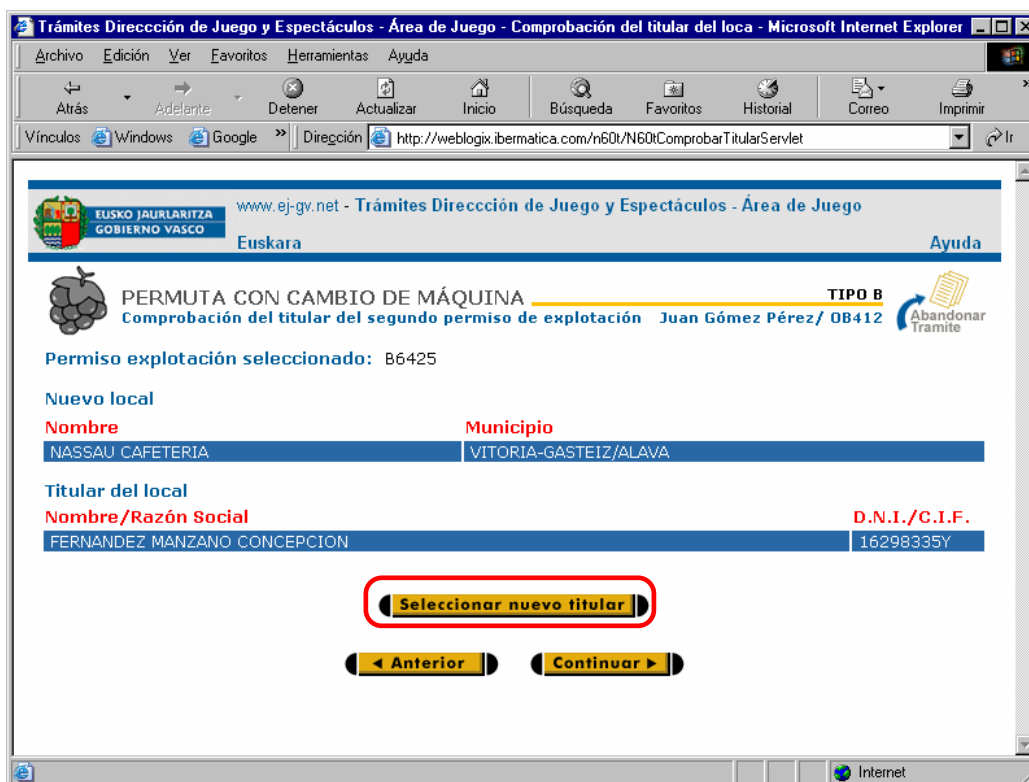 Trámites Direccción de Juego y Espectáculos - Área de Juego - Comprobación del titular del loca - Microsoft Internet Explorer
Archivo Edición Ver Favoritos Herramientas Ayuda
Atrás Adelante Detener Actualizar Inicio Búsqueda Favoritos Historial Correo Imprimir »
Vínculos Windows Google » Dirección http://weblogix.ibermatica.com/n60t/N60tComprobarTitularServlet Ir
EUSKO JAURLARITZA
GOBIERNO VASCO
www.ej-gv.net - Trámites Direccción de Juego y Espectáculos - Área de Juego
Euskara Ayuda
PERMUTA CON CAMBIO DE MÁQUINA TIPO B
Comprobación del titular del segundo permiso de explotación Juan Gómez Pérez/ 0B412
Abandonar
Tramite
Permiso explotación seleccionado: B6425
Nuevo local
Nombre Municipio
NASSAU CAFETERIA VITORIA-GASTEIZ/ALAVA
Titular del local
Nombre/Razón Social D.N.I./C.I.F.
FERNANDEZ MANZANO CONCEPCION 16298335Y
Seleccionar nuevo titular
◄ Anterior Continuar ►
Internet